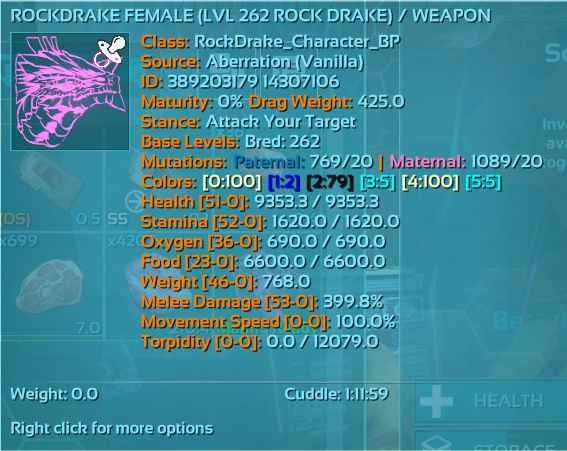 ROCKDRAKE FEMALE (LVL 262 ROCK DRAKE) / WEAPON
Class: RockDrake_Character_BP
Source: Aberration (Vanilla)
ID: 389203179 14307106
Maturity: 0% Drag Weight: 425.0
Stance: Attack Your Target
Base Levels: Bred: 262
Mutations: Paternal: 769/20 | Maternal: 1089/20
Colors: [0:100] [1:2] [2:79] [3:5] [4:100] [5:5]
Health [51-0]: 9353.3 / 9353.3
Stamina [52-0]: 1620.0 / 1620.0
Oxygen [36-0]: 690.0 / 690.0
Food [23-0]: 6600.0 / 6600.0
Weight [46-0]: 768.0
Melee Damage [53-0]: 399.8%
Movement Speed [0-0]: 100.0%
Torpidity [0-0]: 0.0 / 12079.0
Weight: 0.0 Cuddle: 1:11:59
Right click for more options
(DS) 0.5 SS
x699 x420
7.0
HEALTH
STORAGE